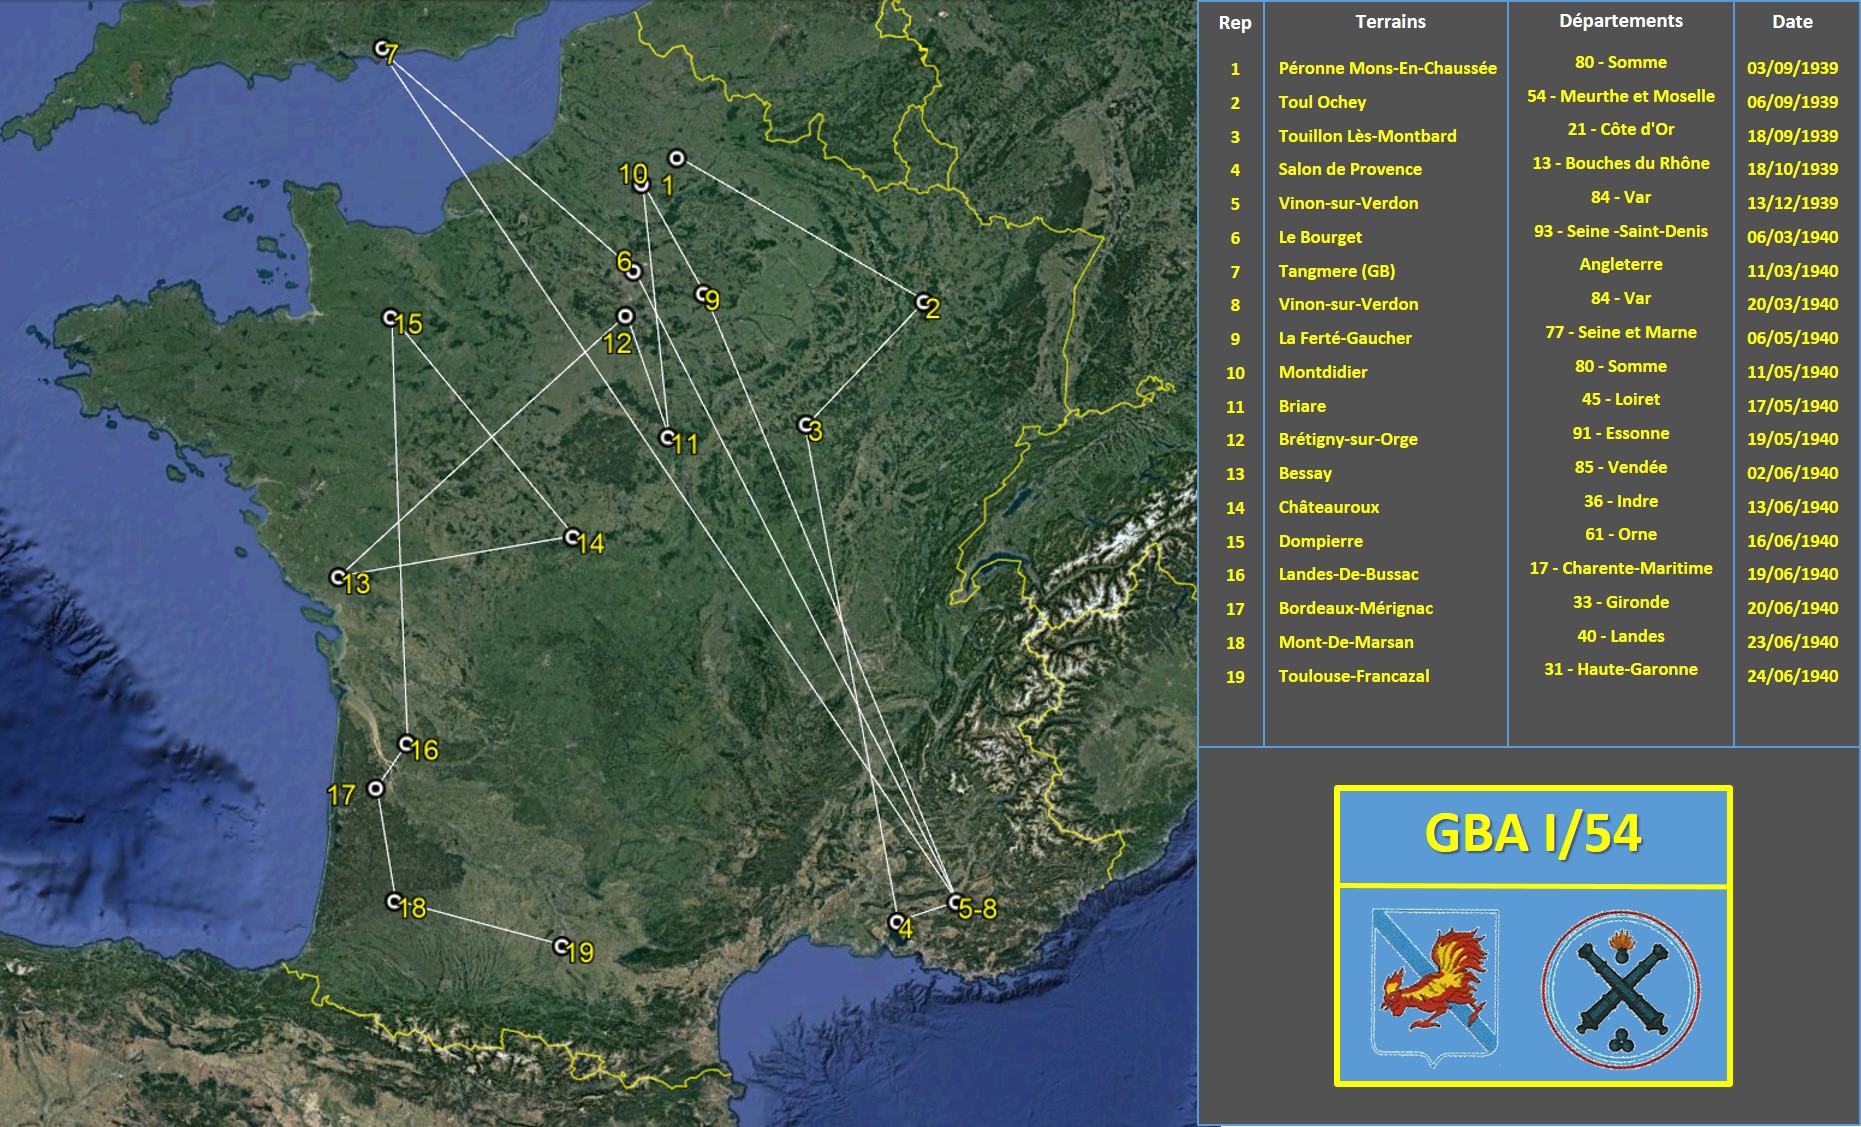 7
10
1
6
9
2
15
12
3
11
14
13
16
17
18
5-8
4
19
Rep Terrains Départements Date
1 Péronne Mons-En-Chaussée 80 - Somme 03/09/1939
2 Toul Ochey 54 - Meurthe et Moselle 06/09/1939
3 Touillon Lès-Montbard 21 - Côte d'Or 18/09/1939
4 Salon de Provence 13 - Bouches du Rhône 18/10/1939
5 Vinon-sur-Verdon 84 - Var 13/12/1939
6 Le Bourget 93 - Seine -Saint-Denis 06/03/1940
7 Tangmere (GB) Angleterre 11/03/1940
8 Vinon-sur-Verdon 84 - Var 20/03/1940
9 La Ferté-Gaucher 77 - Seine et Marne 06/05/1940
10 Montdidier 80 - Somme 11/05/1940
11 Briare 45 - Loiret 17/05/1940
12 Brétigny-sur-Orge 91 - Essonne 19/05/1940
13 Bessay 85 - Vendée 02/06/1940
14 Châteauroux 36 - Indre 13/06/1940
15 Dompierre 61 - Orne 16/06/1940
16 Landes-De-Bussac 17 - Charente-Maritime 19/06/1940
17 Bordeaux-Mérignac 33 - Gironde 20/06/1940
18 Mont-De-Marsan 40 - Landes 23/06/1940
19 Toulouse-Francazal 31 - Haute-Garonne 24/06/1940
GBA I/54